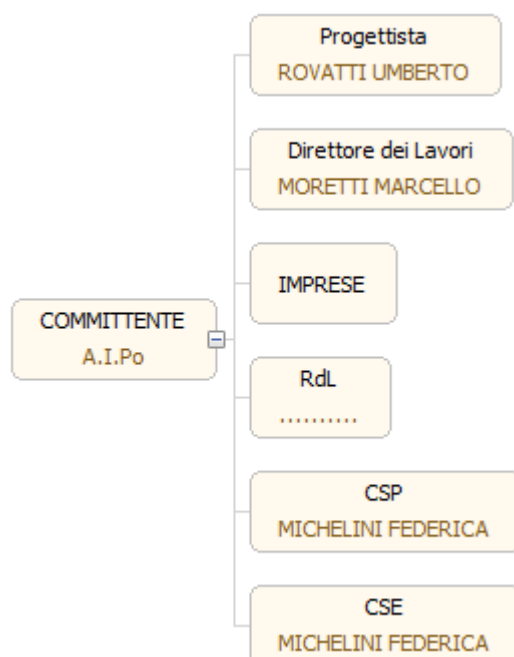 Progettista
ROVATTI UMBERTO
Direttore dei Lavori
MORETTI MARCELLO
IMPRESE
COMMITTENTE
A.I.Po
RdL
..........
CSP
MICHELINI FEDERICA
CSE
MICHELINI FEDERICA